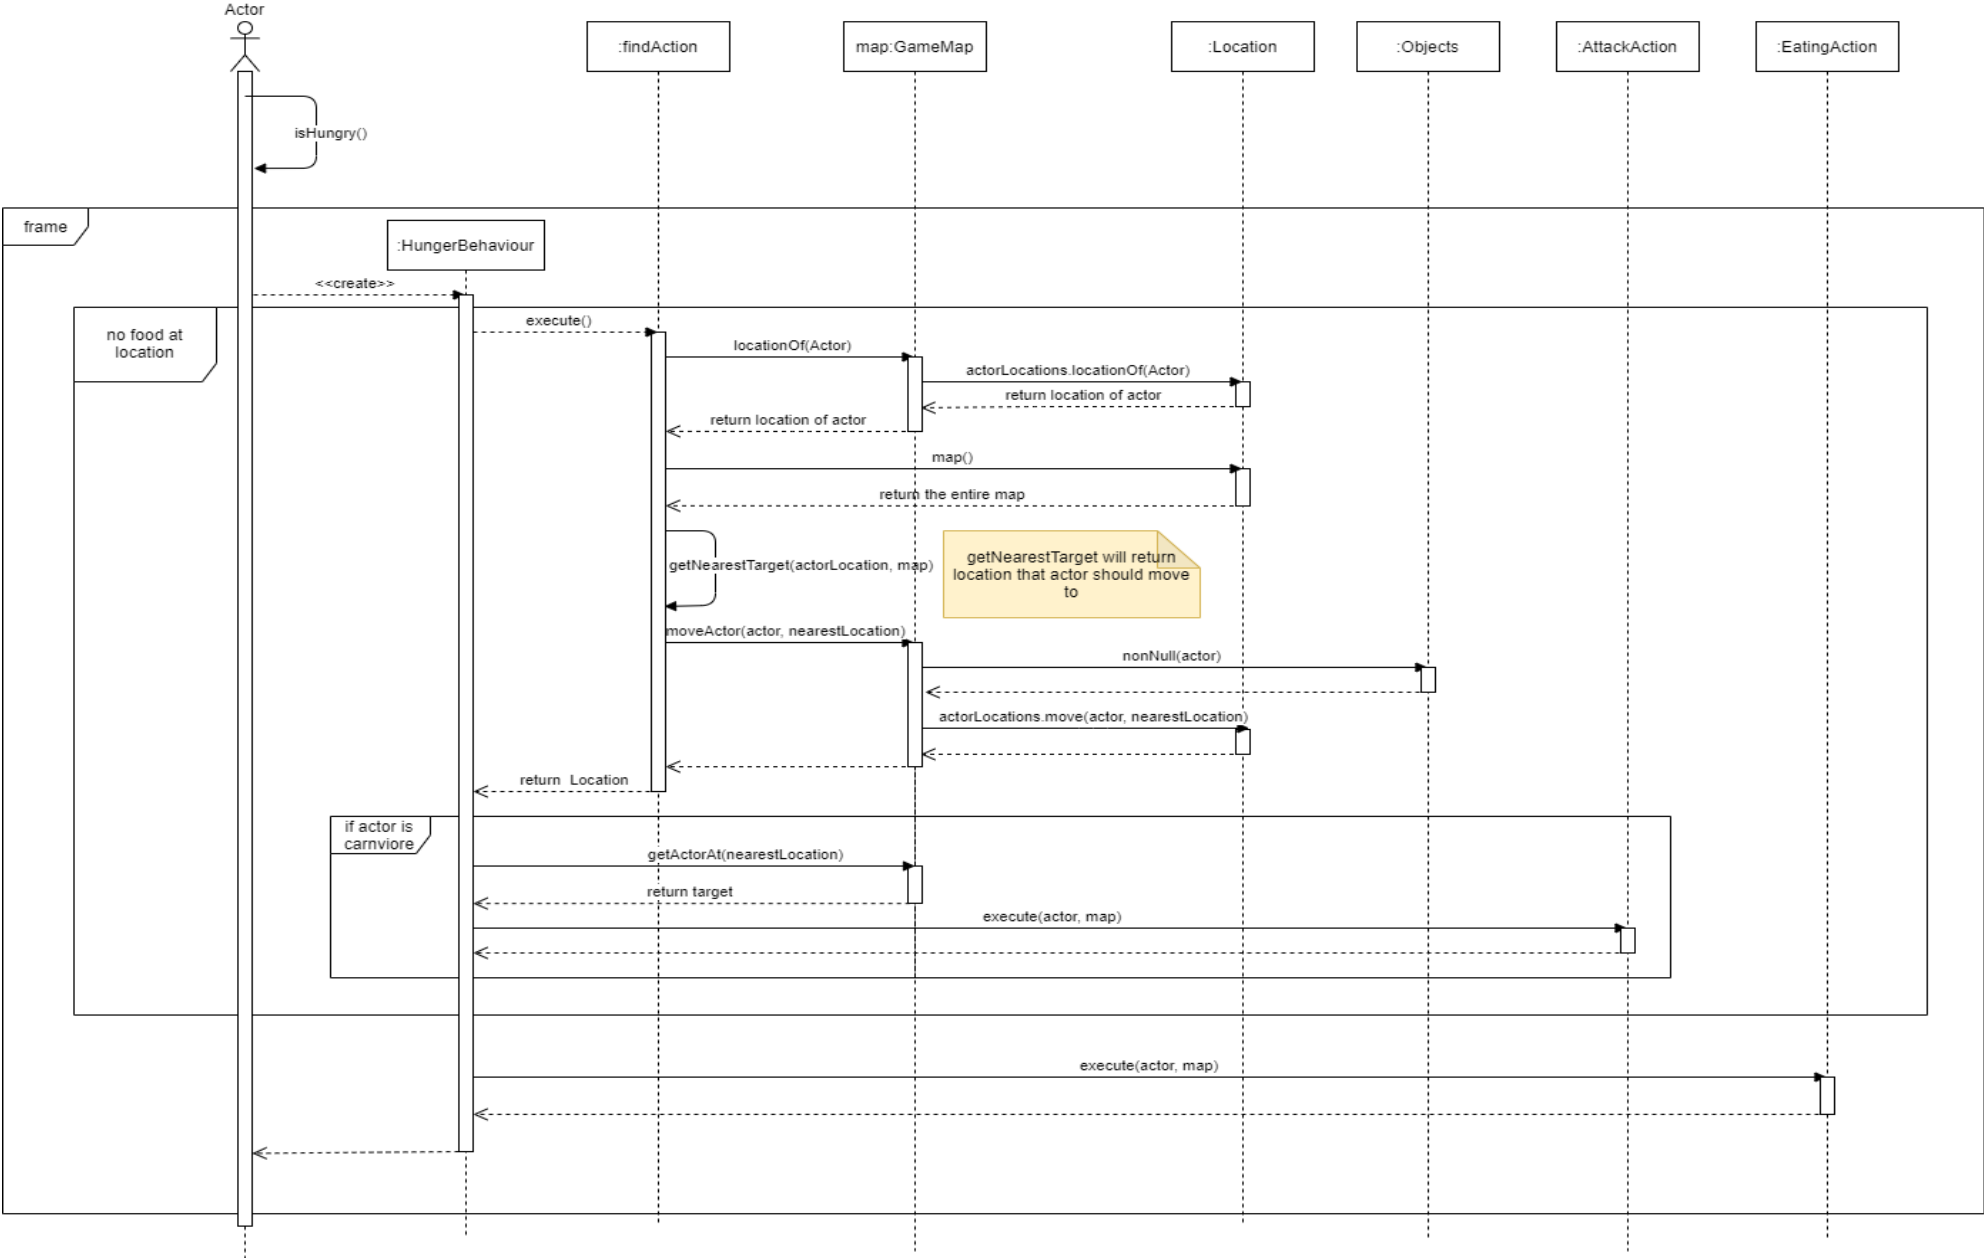 Actor
:findAction
map:GameMap
:Location
:Objects
:AttackAction
:EatingAction
isHungry()
frame
:HungerBehaviour
<<create>>
no food at
location
execute()
locationOf(Actor)
actorLocations.locationOf(Actor)
return location of actor
return location of actor
map()
return the entire map
getNearestTarget(actorLocation, map)
getNearestTarget will return
location that actor should move
to
moveActor(actor, nearestLocation)
nonNull(actor)
actorLocations.move(actor, nearestLocation)
return  Location
if actor is
carnviore
getActorAt(nearestLocation)
return target
execute(actor, map)
execute(actor, map)